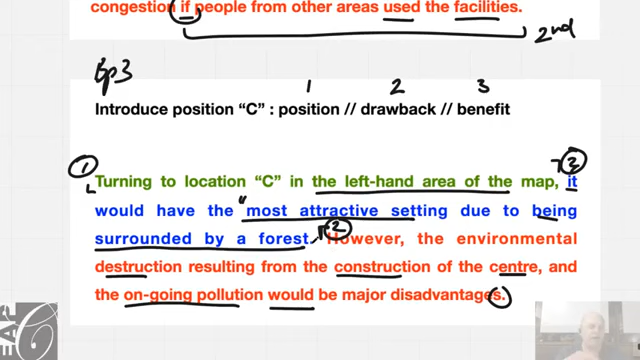 congestion if people from other areas used the facilities.
2nd
Bp3
1 2 3
Introduce position “C” : position // drawback // benefit
1 2
Turning to location “C” in the left-hand area of the map, it
would have the most attractive setting due to being
2
surrounded by a forest. However, the environmental
destruction resulting from the construction of the centre, and
the on-going pollution would be major disadvantages.
EAP